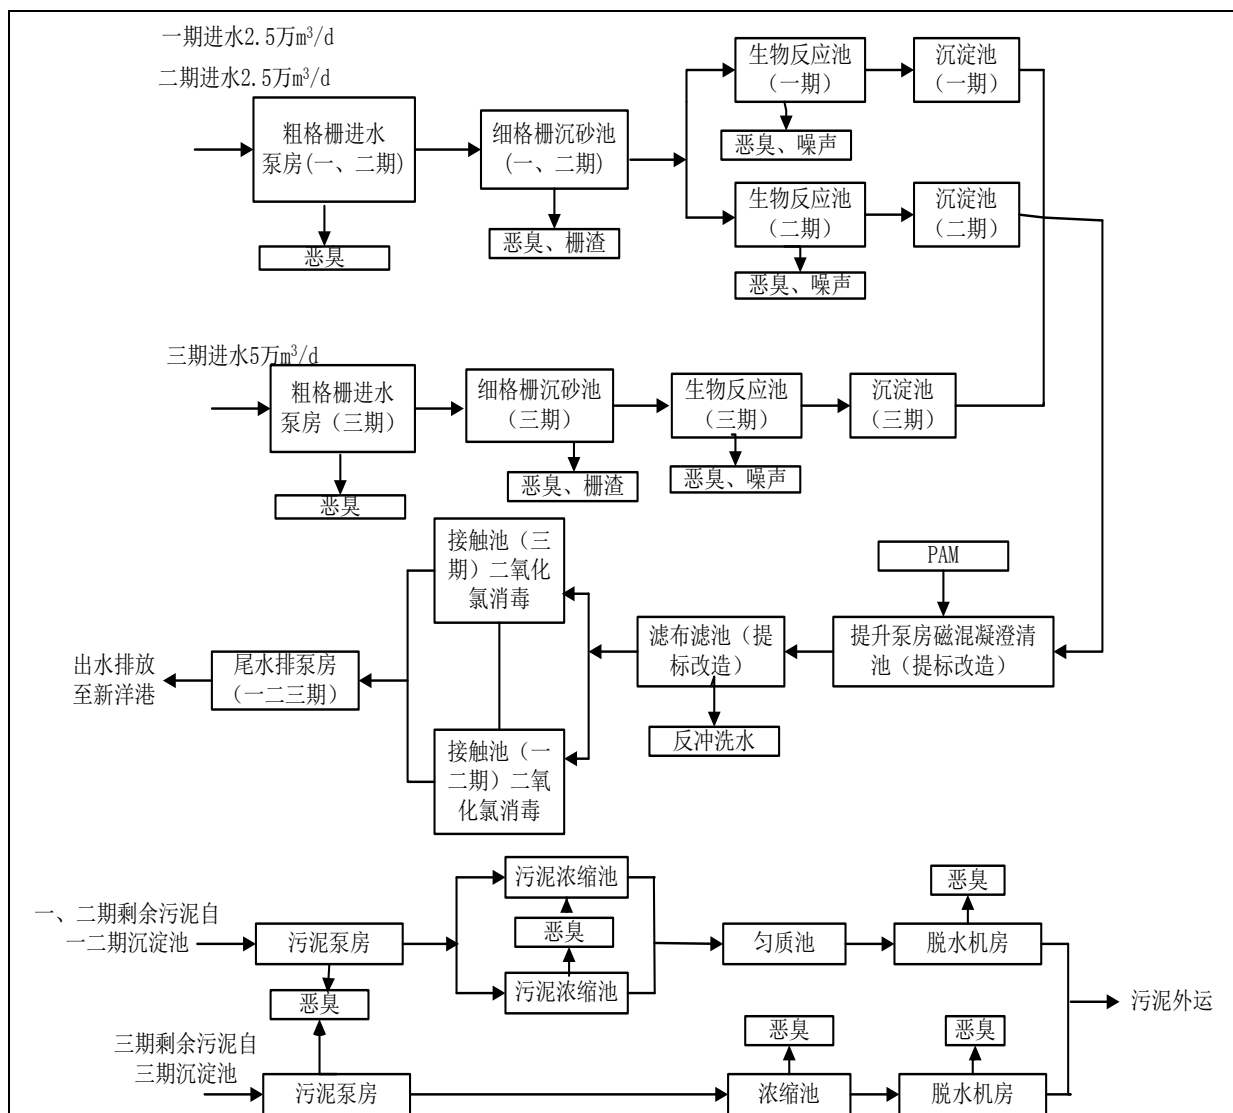 一期进水2.5万m³/d
二期进水2.5万m³/d
粗格栅进水
泵房(一、二期)
恶臭
细格栅沉砂池
(一、二期)
恶臭、栅渣
生物反应池
（一期）
恶臭、噪声
沉淀池
（一期）
生物反应池
（二期）
恶臭、噪声
沉淀池
（二期）
三期进水5万m³/d
粗格栅进水
泵房（三期）
恶臭
细格栅沉砂池
（三期）
恶臭、栅渣
生物反应池
（三期）
恶臭、噪声
沉淀池
（三期）
PAM
提升泵房磁混凝澄清
池（提标改造）
滤布滤池（提
标改造）
反冲洗水
接触池（三
期）二氧化
氯消毒
接触池（一
二期）二氧
化氯消毒
尾水排泵房
（一二三期）
出水排放
至新洋港
一、二期剩余污泥自
一二期沉淀池
污泥泵房
恶臭
污泥浓缩池
恶臭
污泥浓缩池
匀质池
恶臭
脱水机房
污泥外运
三期剩余污泥自
三期沉淀池
污泥泵房
恶臭
浓缩池
恶臭
脱水机房